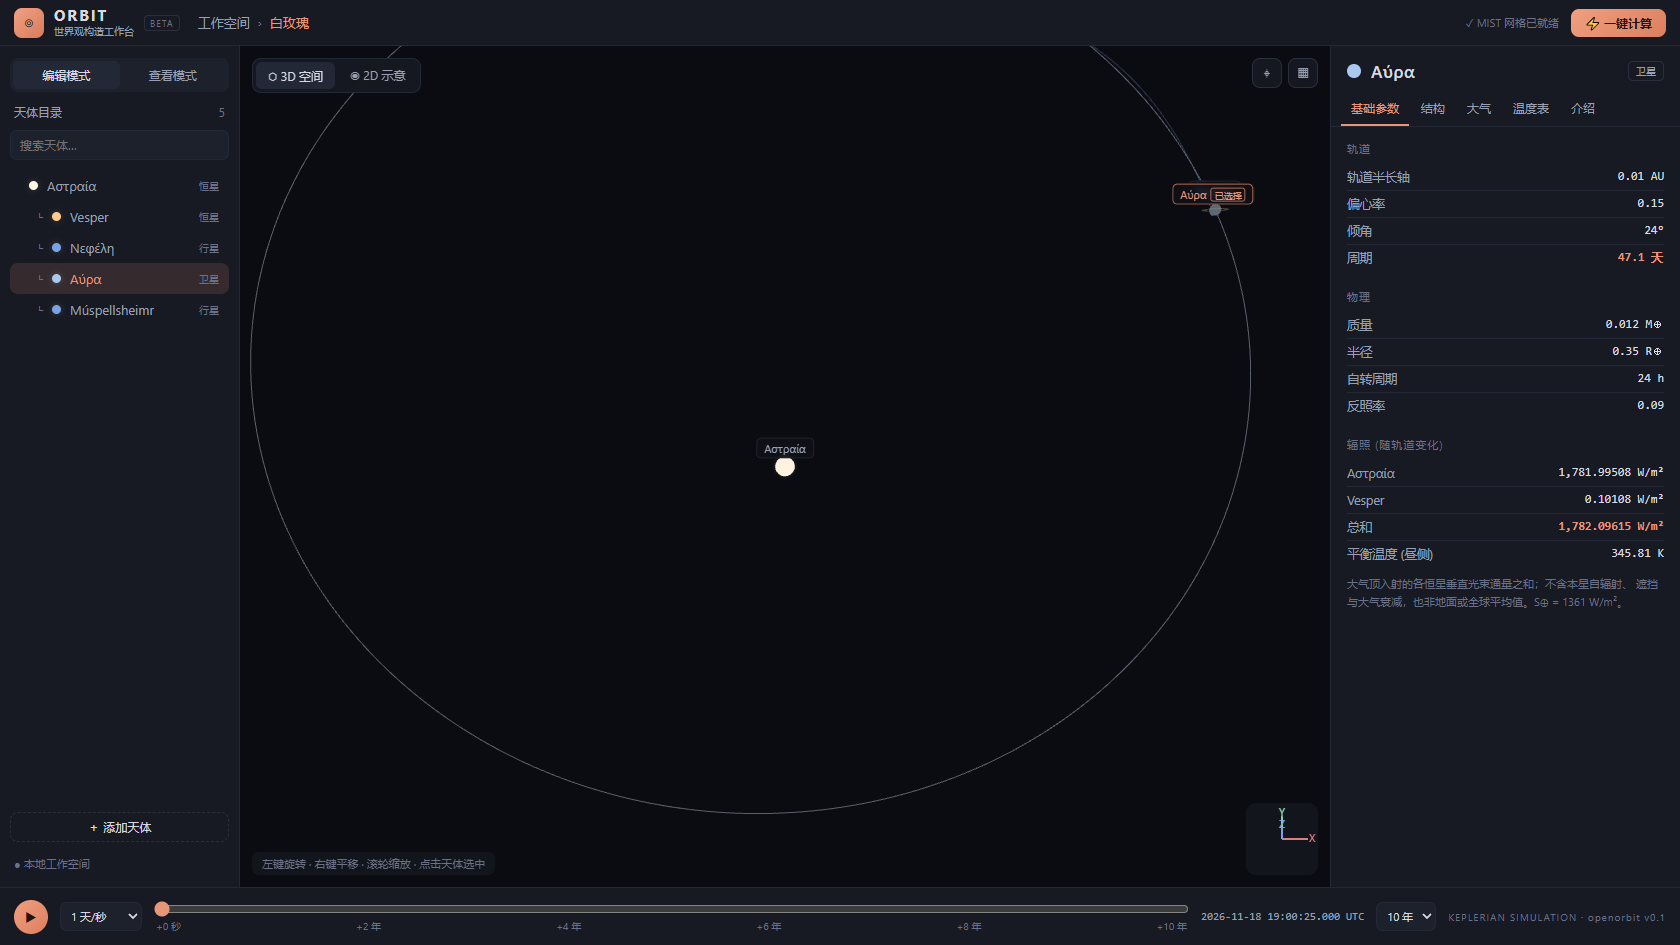 ORBIT
世界观构造工作台
BETA
工作空间 › 白玫瑰
✓ MIST 网格已就绪
⚡一键计算
编辑模式
查看模式
天体目录
5
搜索天体...
Αστραία 恒星
└ Vesper 恒星
└ Νεφέλη 行星
└ Αύρα 卫星
└ Múspellsheimr 行星
+ 添加天体
本地工作空间
3D 空间
2D 示意
Αύρα 已选择
Αστραία
左键旋转 · 右键平移 · 滚轮缩放 · 点击天体选中
Y
Z
X
Αύρα
卫星
基础参数 结构 大气 温度表 介绍
轨道
轨道半长轴 0.01 AU
偏心率 0.15
倾角 24°
周期 47.1 天
物理
质量 0.012 M⊕
半径 0.35 R⊕
自转周期 24 h
反照率 0.09
辐照 (随轨道变化)
Αστραία 1,781.99508 W/m²
Vesper 0.10108 W/m²
总和 1,782.09615 W/m²
平衡温度 (昼侧) 345.81 K
大气顶入射的各恒星垂直光束通量之和；不含本星自辐射、 遮挡
与大气衰减，也非地面或全球平均值。S⊕ = 1361 W/m²。
1 天/秒
+0 秒
+2 年
+4 年
+6 年
+8 年
+10 年
2026-11-18 19:00:25.000 UTC
10 年
KEPLERIAN SIMULATION · openorbit v0.1